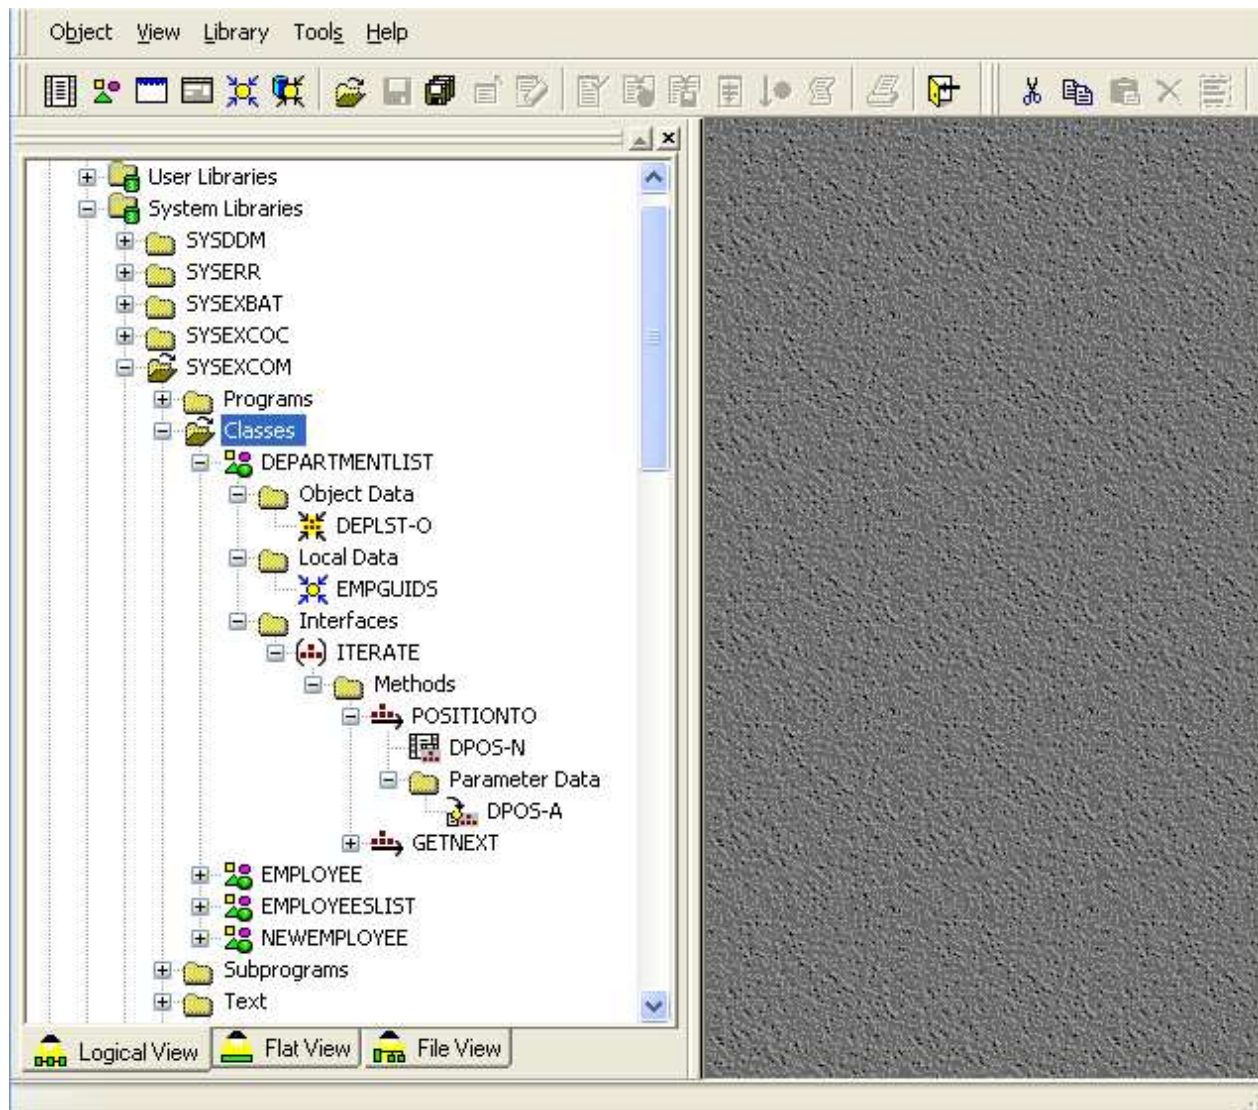 Object View Library Tools Help
User Libraries
System Libraries
SYSDDM
SYSERR
SYSEXBAT
SYSEXCOC
SYSEXCOM
Programs
Classes
DEPARTMENTLIST
Object Data
DEPLST-O
Local Data
EMPGUIDS
Interfaces
ITERATE
Methods
POSITIONTO
DPOS-N
Parameter Data
DPOS-A
GETNEXT
EMPLOYEE
EMPLOYEESLIST
NEWEMPLOYEE
Subprograms
Text
Logical View Flat View File View